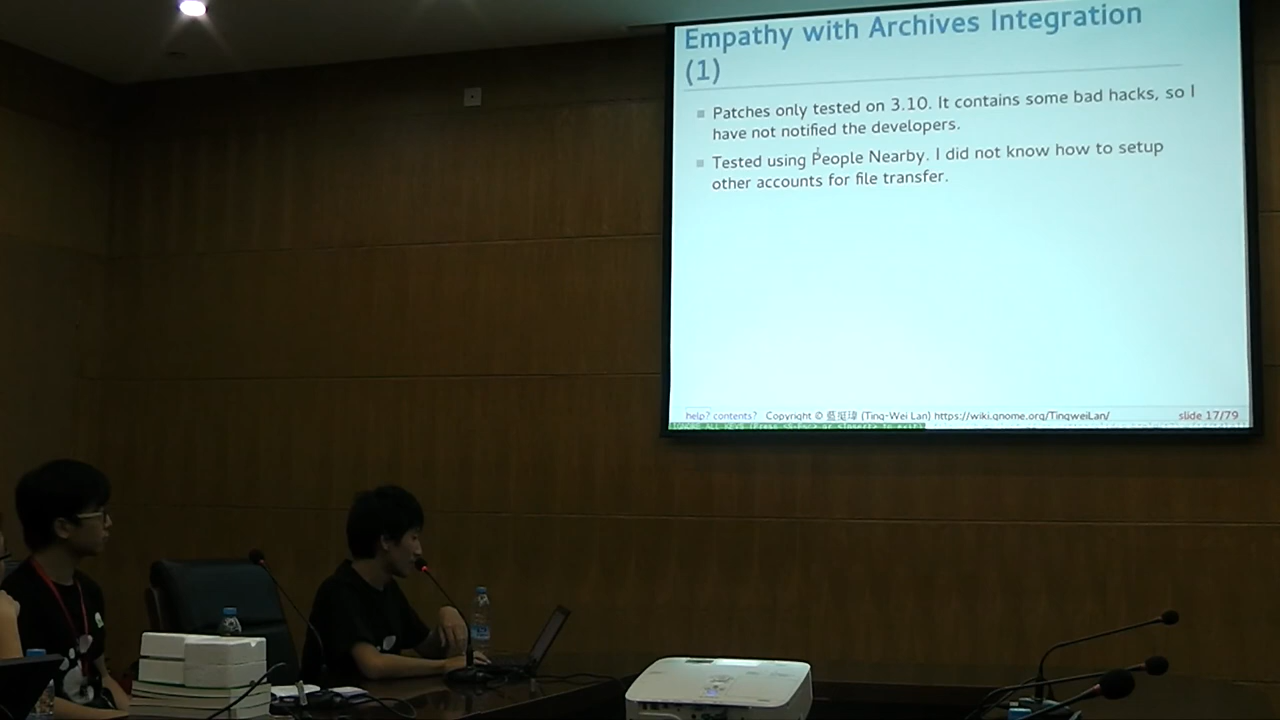 Empathy with Archives Integration
(1)
Patches only tested on 3.10. It contains some bad hacks, so I
have not notified the developers.
Tested using People Nearby. I did not know how to setup
other accounts for file transfer.
help? contents? Copyright © 藍挺瑋 (Ting-Wei Lan) https://wiki.gnome.org/TingweiLan/ slide 17/79